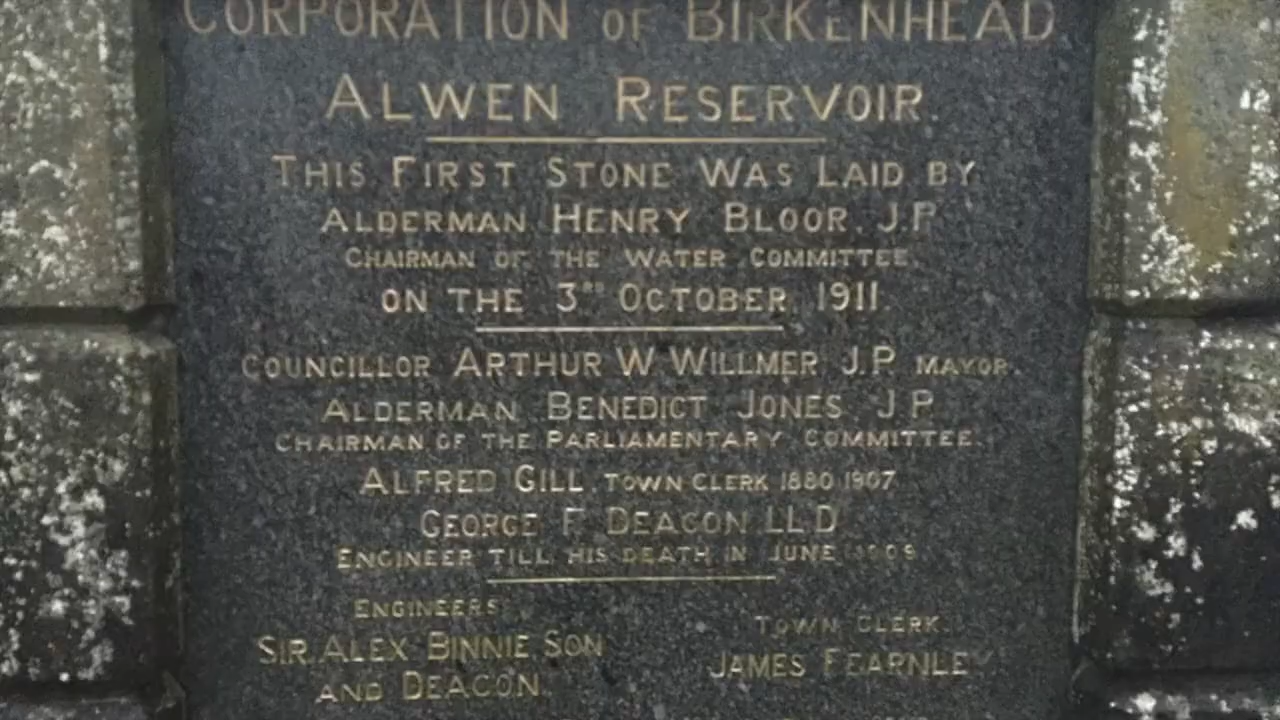 CORPORATION OF BIRKENHEAD
ALWEN RESERVOIR.
THIS FIRST STONE WAS LAID BY
ALDERMAN HENRY BLOOR. J.P.
CHAIRMAN OF THE WATER COMMITTEE.
ON THE 3RD OCTOBER 1911.
COUNCILLOR ARTHUR W. WILLMER J.P. MAYOR.
ALDERMAN BENEDICT JONES. J.P.
CHAIRMAN OF THE PARLIAMENTARY COMMITTEE.
ALFRED GILL. TOWN CLERK 1880 1907
GEORGE F. DEACON LL.D
ENGINEER TILL HIS DEATH IN JUNE
ENGINEERS
TOWN CLERK.
SIR. ALEX BINNIE SON
JAMES FEARNLE
AND DEACON.